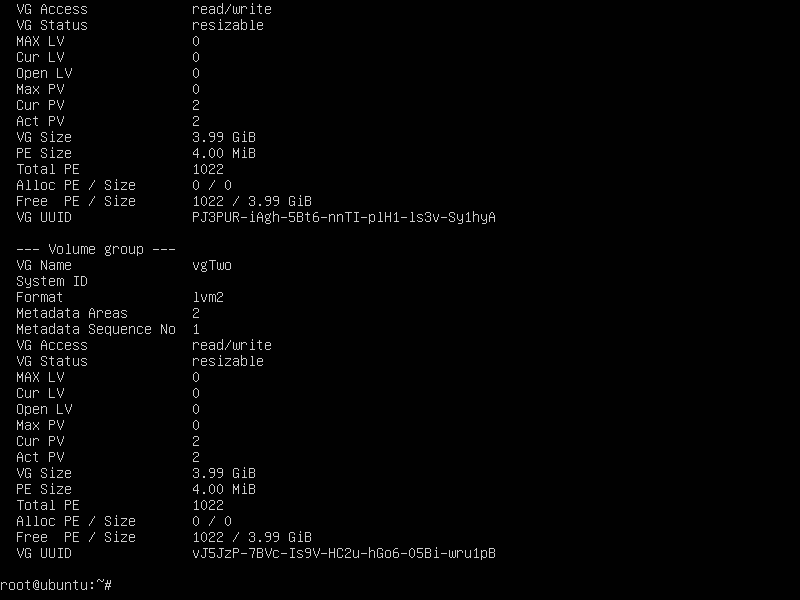 VG Access             read/write
VG Status             resizable
MAX LV                0
Cur LV                0
Open LV               0
Max PV                0
Cur PV                2
Act PV                2
VG Size               3.99 GiB
PE Size               4.00 MiB
Total PE              1022
Alloc PE / Size       0 / 0
Free  PE / Size       1022 / 3.99 GiB
VG UUID               PJ3PUR-iAgh-5Bt6-nnTI-plH1-ls3v-Sy1hyA
--- Volume group ---
VG Name               vgTwo
System ID
Format                lvm2
Metadata Areas        2
Metadata Sequence No  1
VG Access             read/write
VG Status             resizable
MAX LV                0
Cur LV                0
Open LV               0
Max PV                0
Cur PV                2
Act PV                2
VG Size               3.99 GiB
PE Size               4.00 MiB
Total PE              1022
Alloc PE / Size       0 / 0
Free  PE / Size       1022 / 3.99 GiB
VG UUID               vJ5JzP-7BVc-Is9V-HC2u-hGo6-05Bi-wru1pB
root@ubuntu:~#